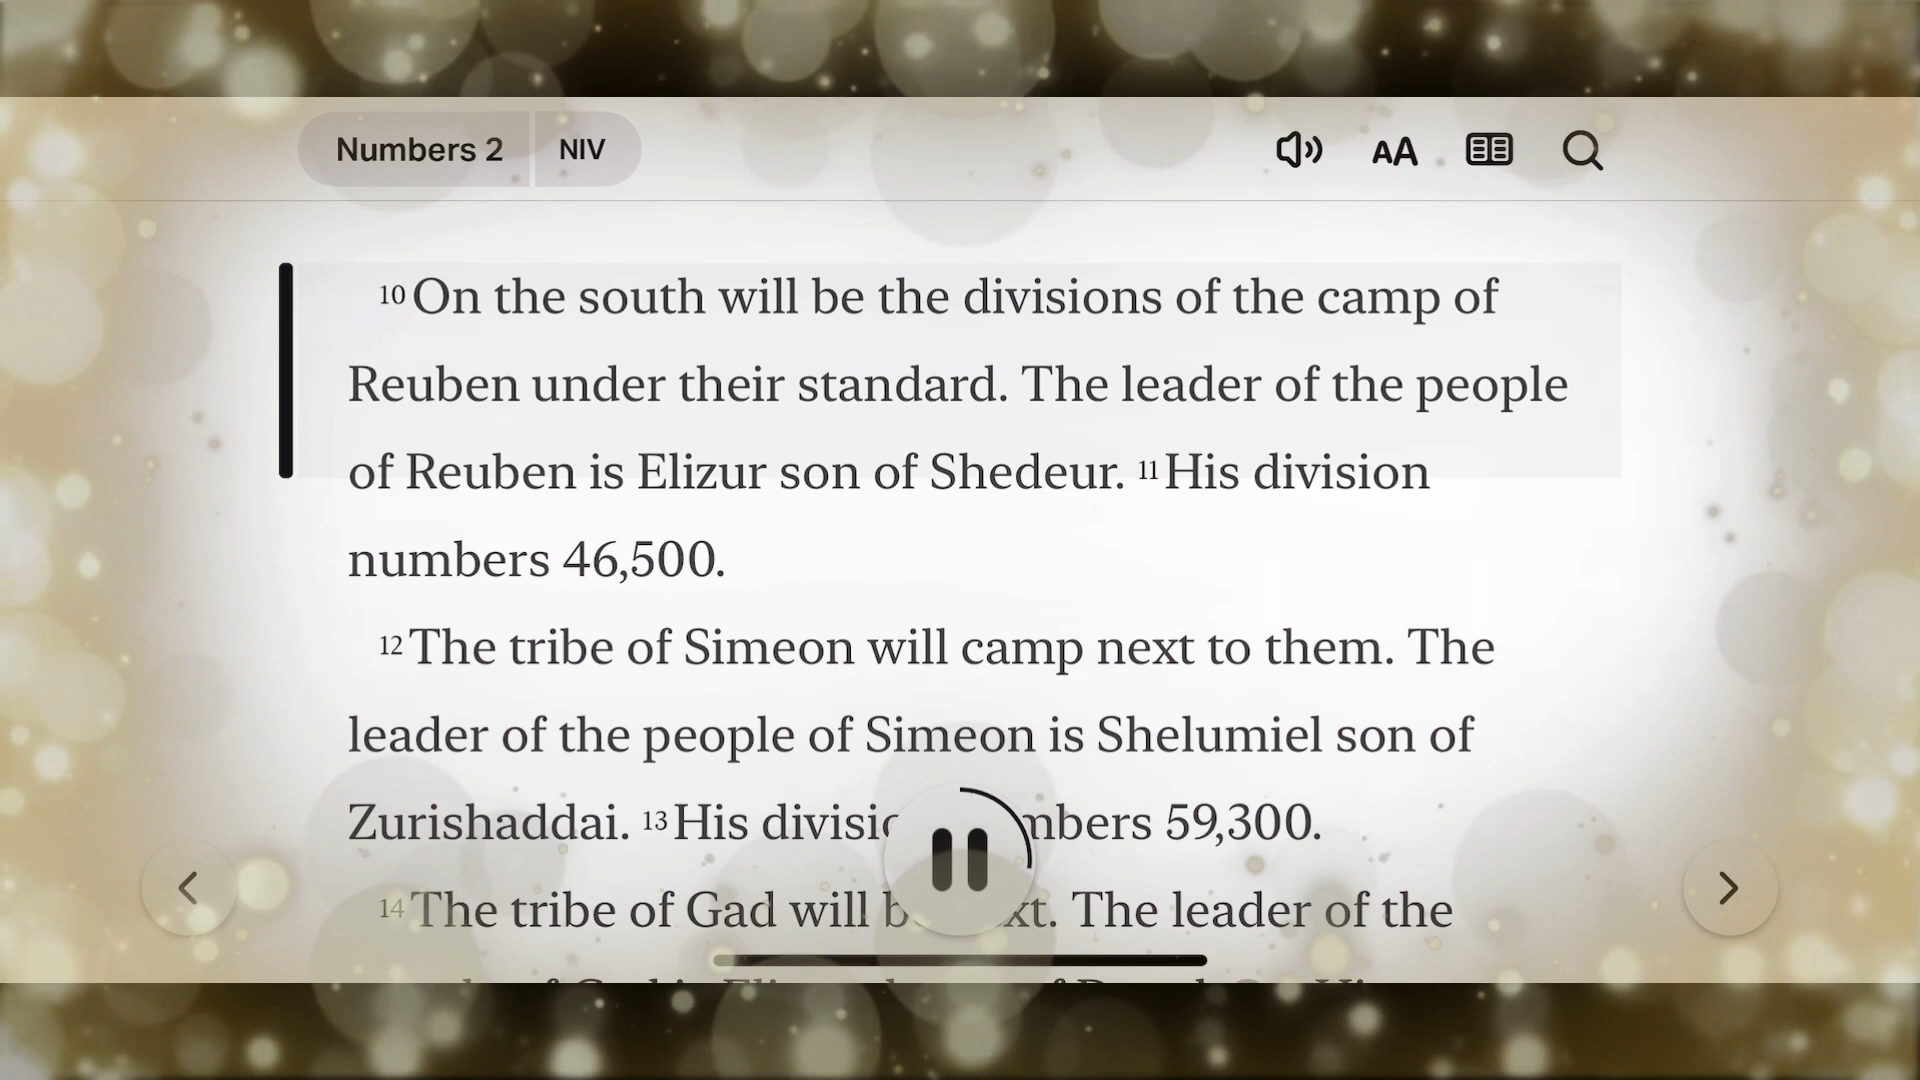 Numbers 2 NIV
AA
10 On the south will be the divisions of the camp of
Reuben under their standard. The leader of the people
of Reuben is Elizur son of Shedeur. 11 His division
numbers 46,500.
12 The tribe of Simeon will camp next to them. The
leader of the people of Simeon is Shelumiel son of
Zurishaddai. 13 His mbers 59,300.
14 The tribe of Gad will The leader of the